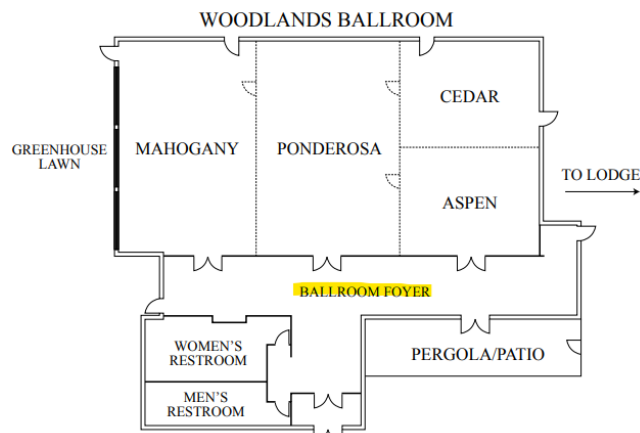 WOODLANDS BALLROOM
CEDAR
GREENHOUSE
LAWN
MAHOGANY
PONDEROSA
TO LODGE
ASPEN
BALLROOM FOYER
WOMEN'S
RESTROOM
PERGOLA/PATIO
MEN'S
RESTROOM